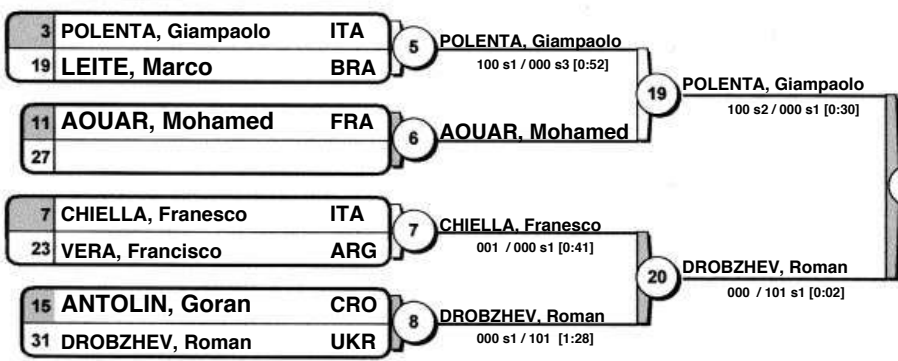 3 POLENTA, Giampaolo ITA
19 LEITE, Marco BRA
5
POLENTA, Giampaolo
100 s1 / 000 s3 [0:52]
11 AOUAR, Mohamed FRA
27
6
AOUAR, Mohamed
19
POLENTA, Giampaolo
100 s2 / 000 s1 [0:30]
7 CHIELLA, Franesco ITA
23 VERA, Francisco ARG
7
CHIELLA, Franesco
001 / 000 s1 [0:41]
15 ANTOLIN, Goran CRO
31 DROBZHEV, Roman UKR
8
DROBZHEV, Roman
000 s1 / 101 [1:28]
20
DROBZHEV, Roman
000 / 101 s1 [0:02]